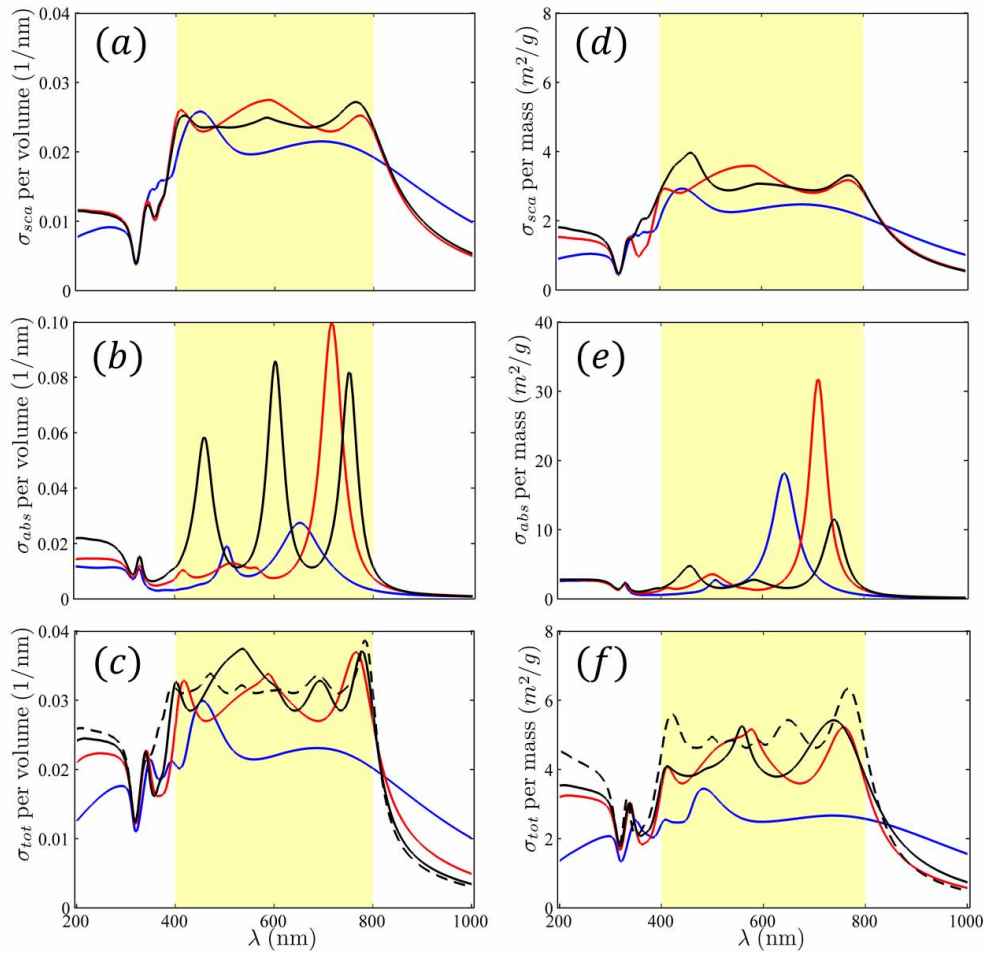 (a)
σsca per volume (1/nm)
0.04
0.03
0.02
0.01
0
(d)
σsca per mass (m²/g)
8
6
4
2
0
(b)
σabs per volume (1/nm)
0.10
0.08
0.06
0.04
0.02
0
(e)
σabs per mass (m²/g)
40
30
20
10
0
(c)
σtot per volume (1/nm)
0.04
0.03
0.02
0.01
0
200 400 600 800 1000
λ (nm)
(f)
σtot per mass (m²/g)
8
6
4
2
0
200 400 600 800 1000
λ (nm)